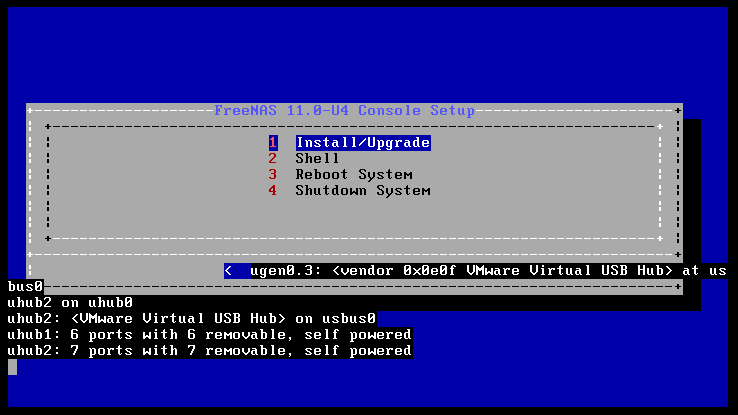 FreeNAS 11.0-U4 Console Setup
1 Install/Upgrade
2 Shell
3 Reboot System
4 Shutdown System
< ugen0.3: <vendor 0x0e0f VMware Virtual USB Hub> at us
bus0
uhub2 on uhub0
uhub2: <VMware Virtual USB Hub> on usbus0
uhub1: 6 ports with 6 removable, self powered
uhub2: 7 ports with 7 removable, self powered